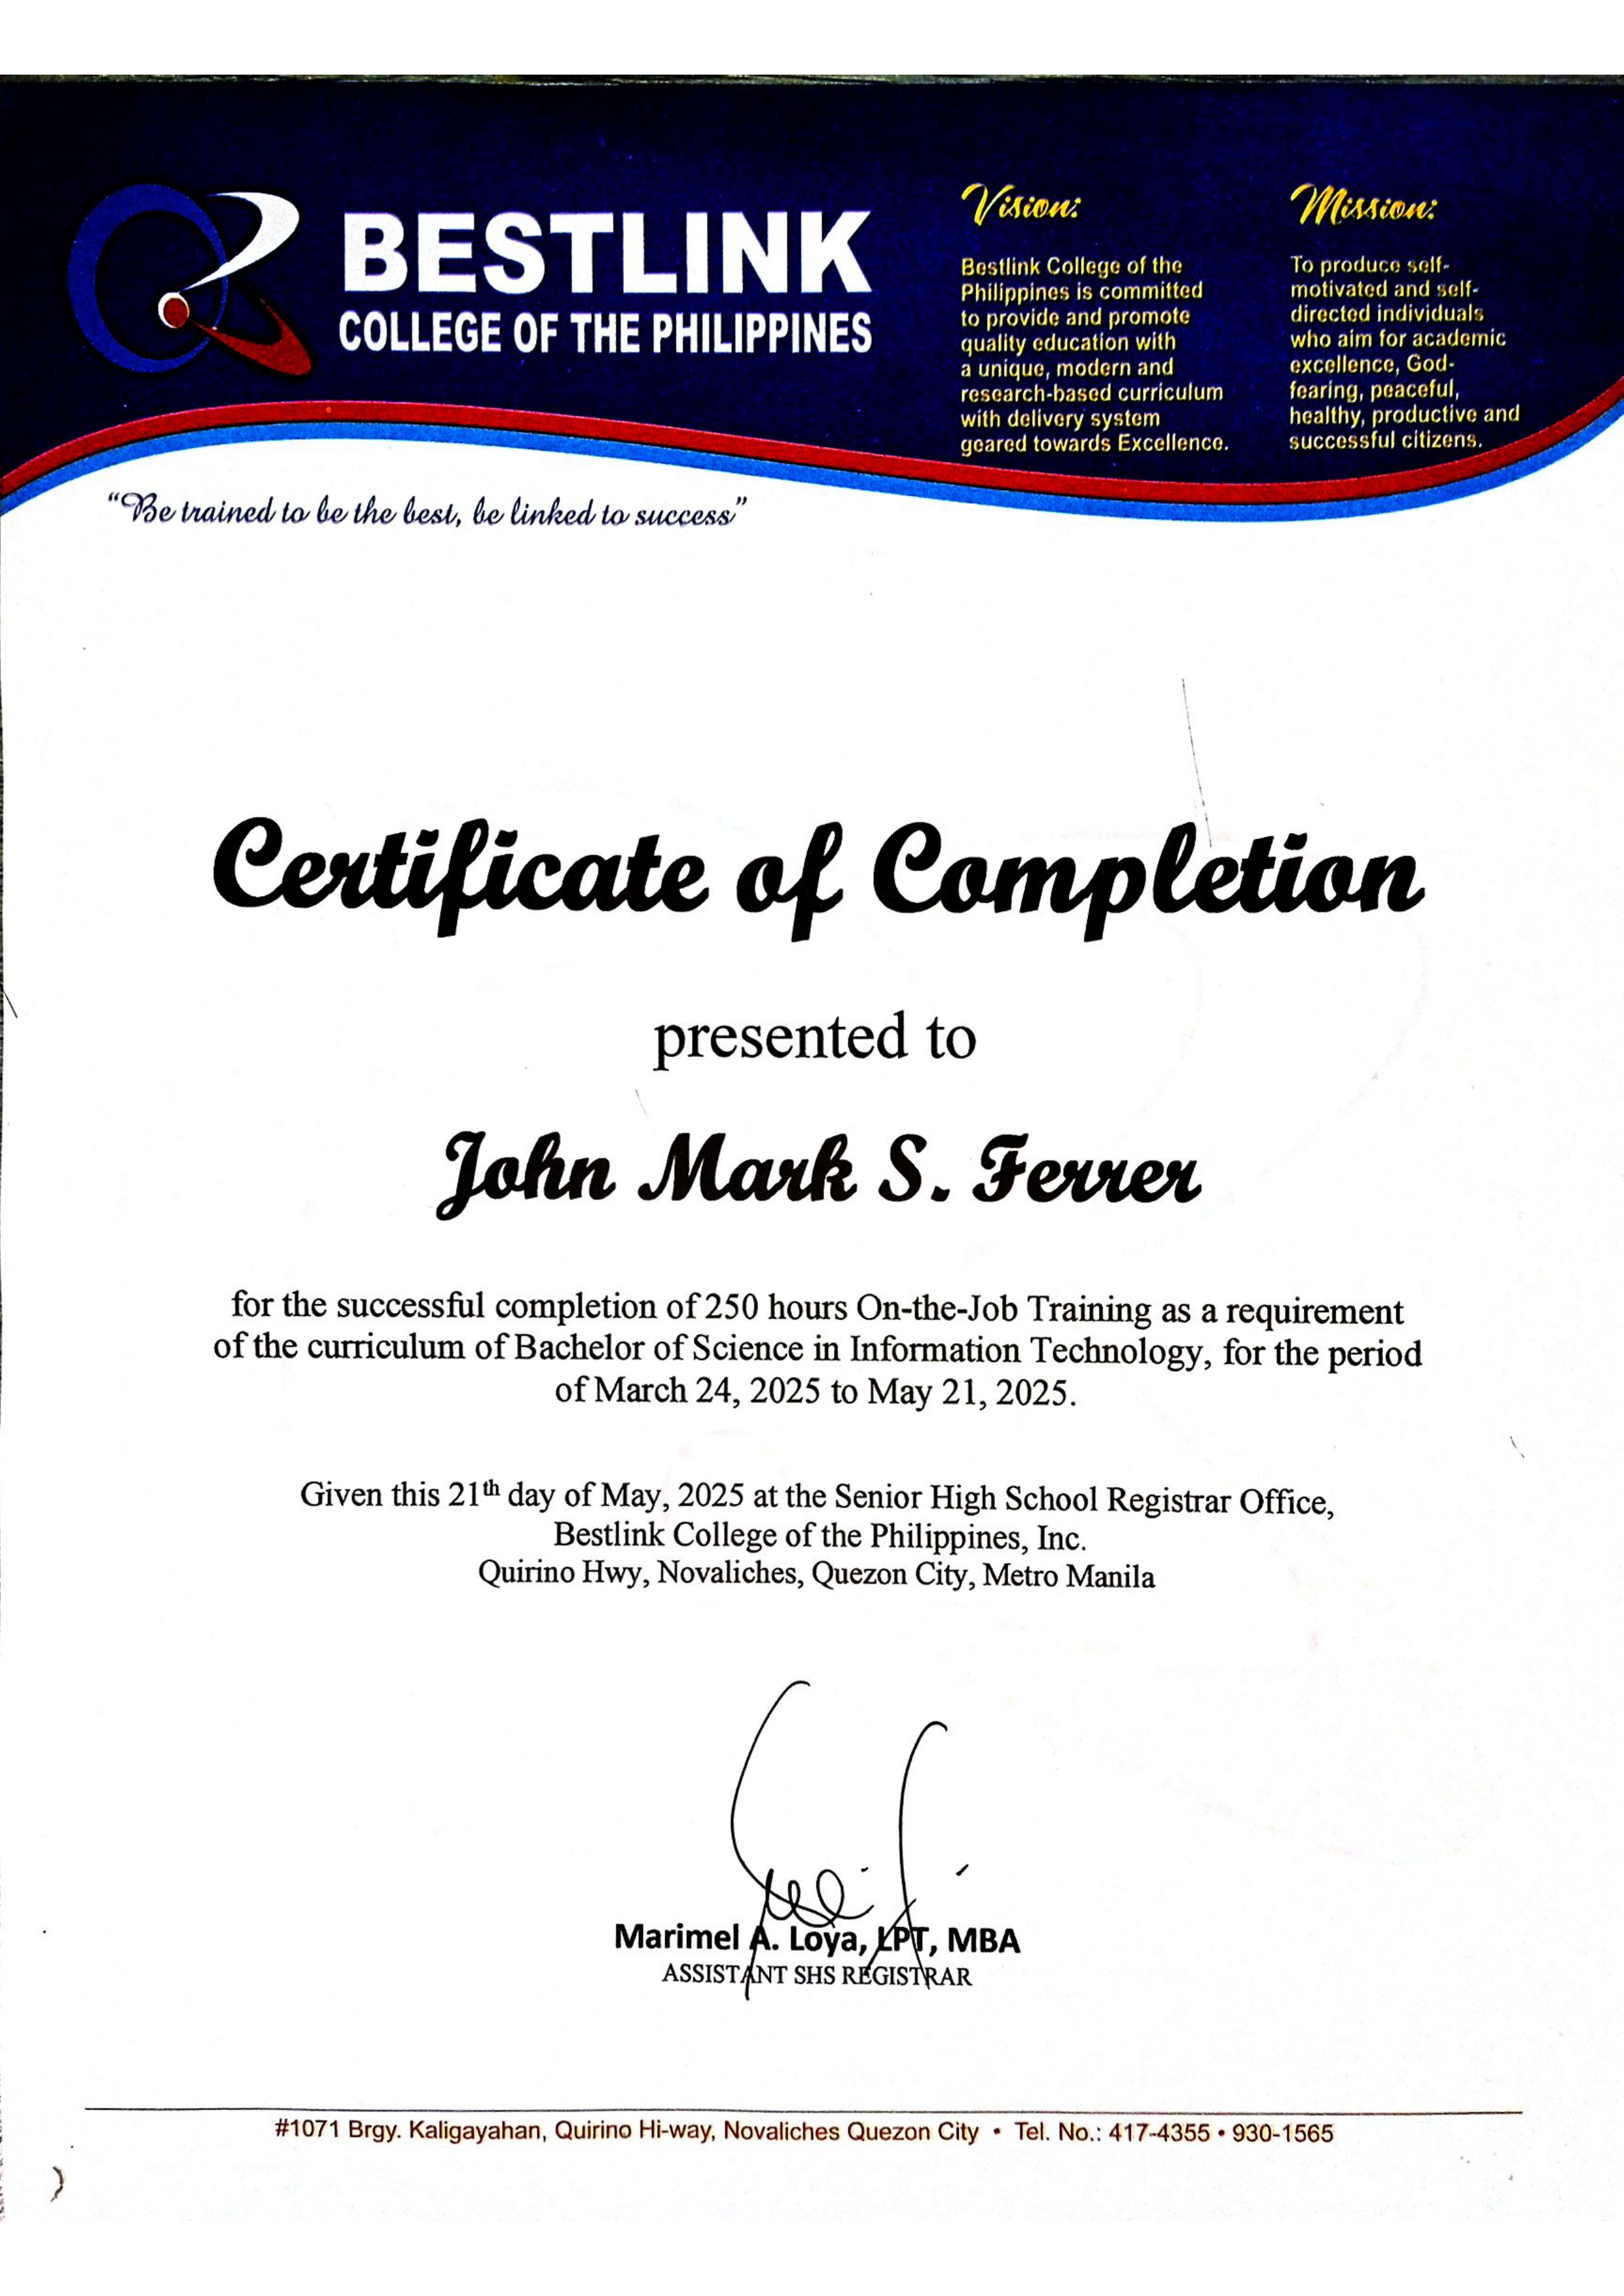 BESTLINK
COLLEGE OF THE PHILIPPINES
"Be trained to be the best, be linked to success"
Vision:
Bestlink College of the
Philippines is committed
to provide and promote
quality education with
a unique, modern and
research-based curriculum
with delivery system
geared towards Excellence.
Mission:
To produce self-
motivated and self-
directed individuals
who aim for academic
excellence, God-
fearing, peaceful,
healthy, productive and
successful citizens.
Certificate of Completion
presented to
John Mark S. Ferrer
for the successful completion of 250 hours On-the-Job Training as a requirement
of the curriculum of Bachelor of Science in Information Technology, for the period
of March 24, 2025 to May 21, 2025.
Given this 21th day of May, 2025 at the Senior High School Registrar Office,
Bestlink College of the Philippines, Inc.
Quirino Hwy, Novaliches, Quezon City, Metro Manila
Marimel A. Loya, LPT, MBA
ASSISTANT SHS REGISTRAR
#1071 Brgy. Kaligayahan, Quirino Hi-way, Novaliches Quezon City • Tel. No.: 417-4355 • 930-1565